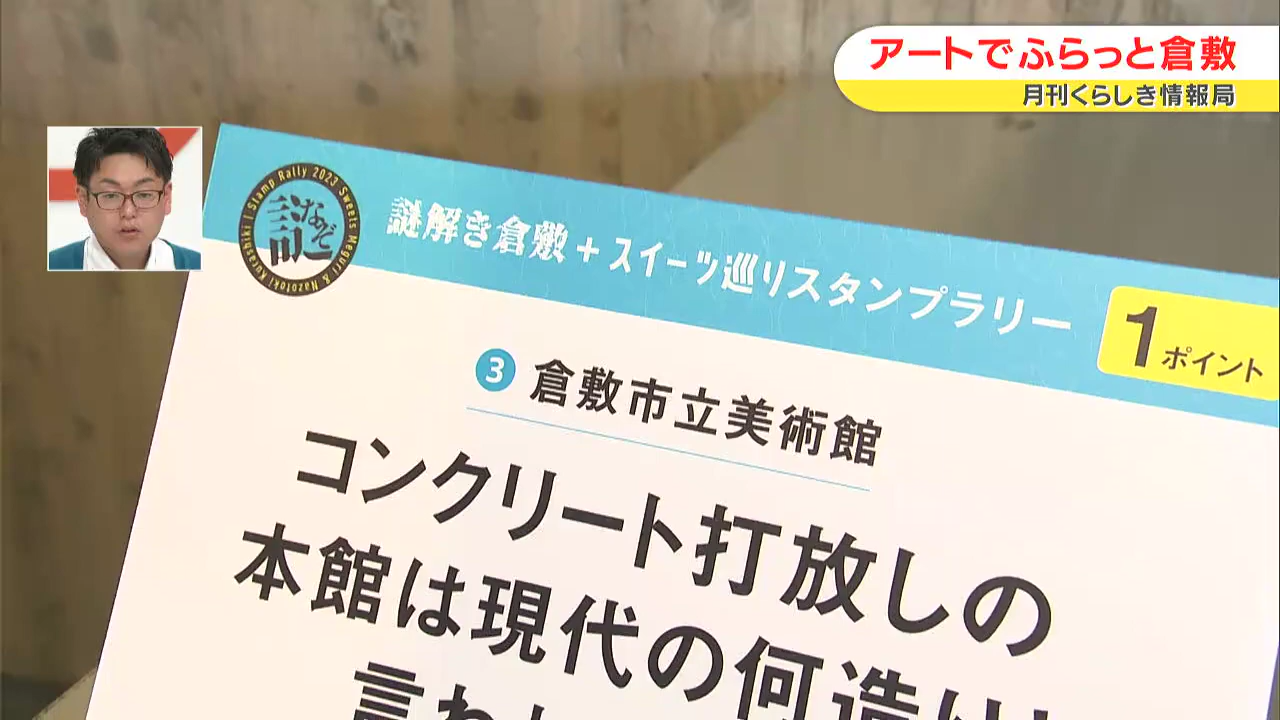 アートでふらっと倉敷
月刊くらしき情報局
Kurashiki | Stamp Rally 2023 Sweets Meguri & Nazotoki
なぞ
謎解き倉敷+スイーツ巡りスタンプラリー
1ポイント
3 倉敷市立美術館
コンクリート打放しの
本館は現代の何造り
言わ